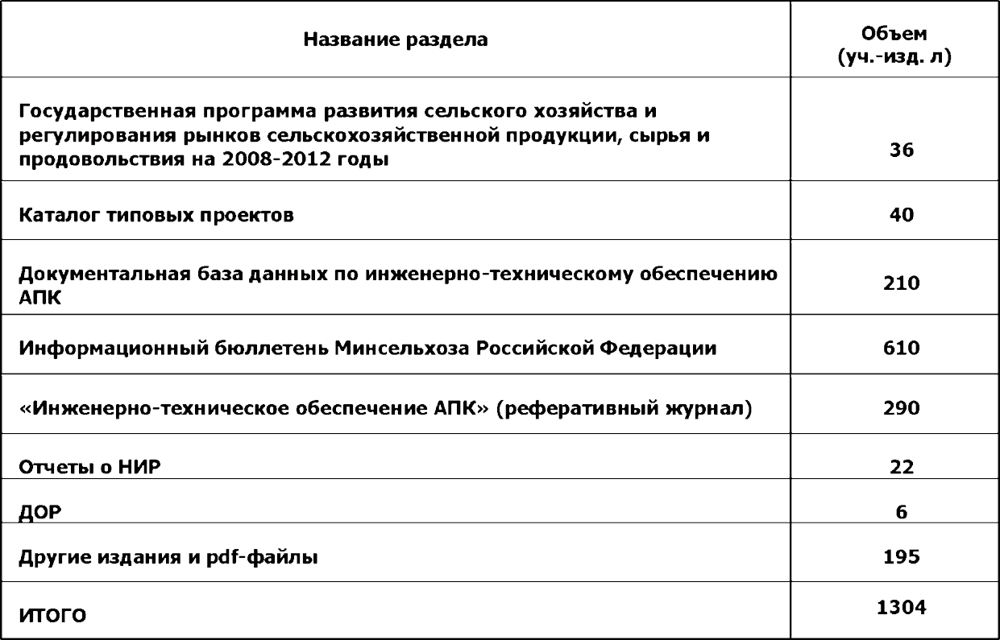 Название раздела
Объем
(уч.-изд. л)
Государственная программа развития сельского хозяйства и
регулирования рынков сельскохозяйственной продукции, сырья и
продовольствия на 2008-2012 годы
36
Каталог типовых проектов
40
Документальная база данных по инженерно-техническому обеспечению
АПК
210
Информационный бюллетень Минсельхоза Российской Федерации
610
«Инженерно-техническое обеспечение АПК» (реферативный журнал)
290
Отчеты о НИР
22
ДОР
6
Другие издания и pdf-файлы
195
ИТОГО
1304